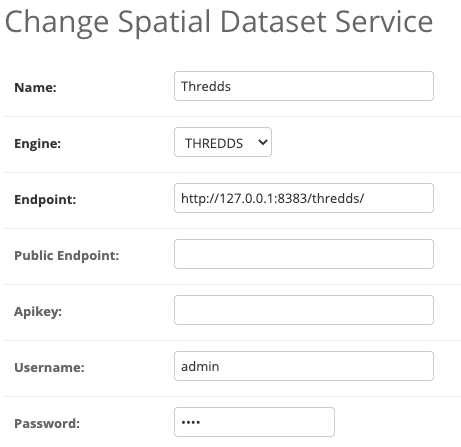 Change Spatial Dataset Service
Name: Thredds
Engine: THREDDS
Endpoint: http://127.0.0.1:8383/thredds/
Public Endpoint:
Apikey:
Username: admin
Password: ••••